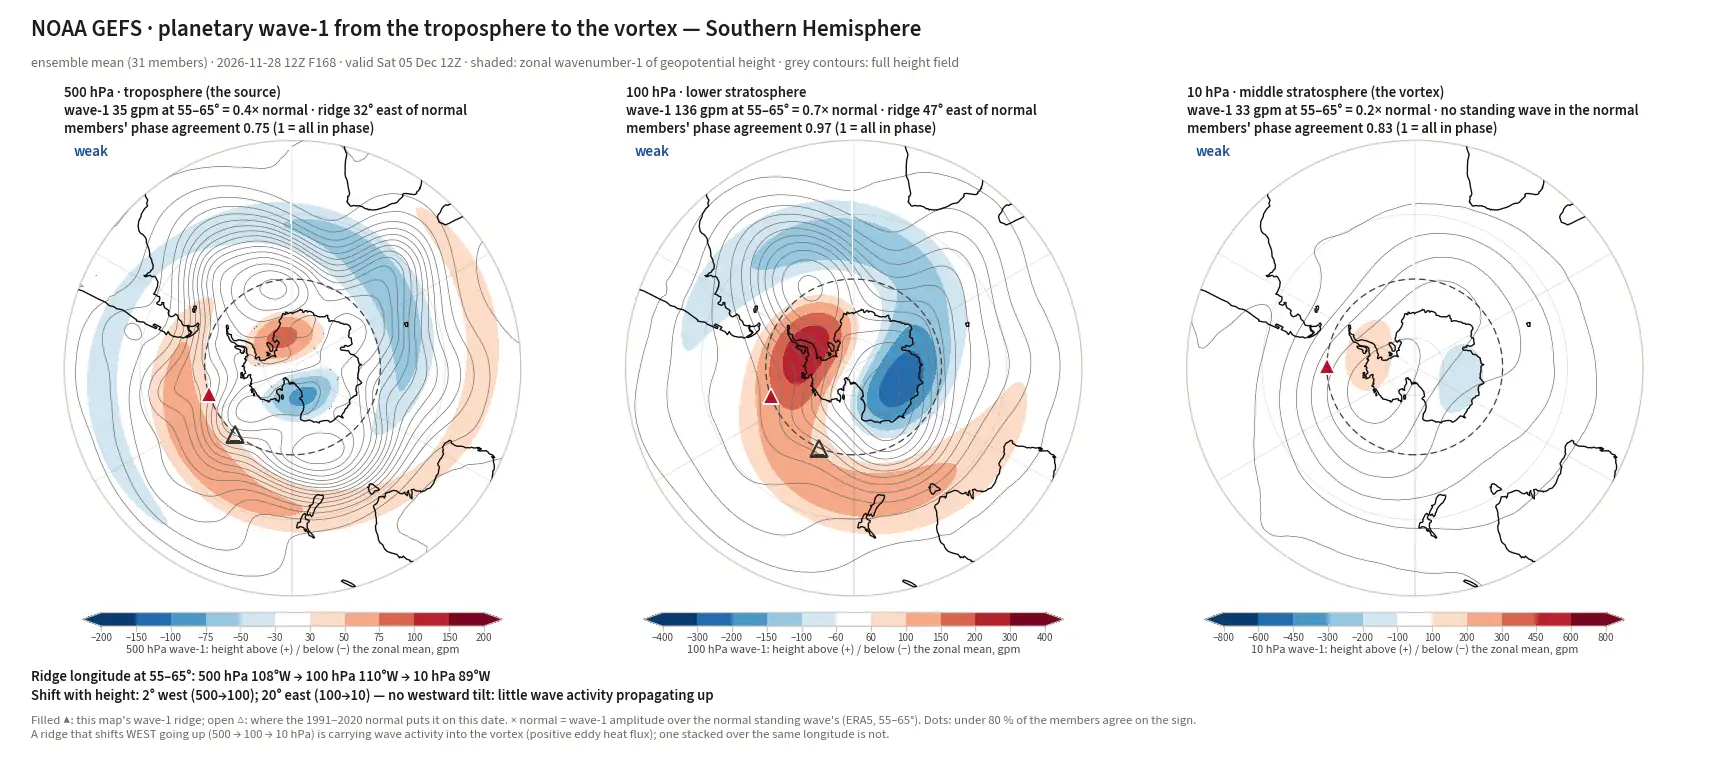 NOAA GEFS · planetary wave-1 from the troposphere to the vortex — Southern Hemisphere
ensemble mean (31 members) · 2026-11-28 12Z F168 · valid Sat 05 Dec 12Z · shaded: zonal wavenumber-1 of geopotential height · grey contours: full height field
500 hPa · troposphere (the source)
wave-1 35 gpm at 55–65° = 0.4× normal · ridge 32° east of normal
members' phase agreement 0.75 (1 = all in phase)
weak
100 hPa · lower stratosphere
wave-1 136 gpm at 55–65° = 0.7× normal · ridge 47° east of normal
members' phase agreement 0.97 (1 = all in phase)
weak
10 hPa · middle stratosphere (the vortex)
wave-1 33 gpm at 55–65° = 0.2× normal · no standing wave in the normal
members' phase agreement 0.83 (1 = all in phase)
weak
−200 −150 −100 −75 −50 −30 30 50 75 100 150 200
500 hPa wave-1: height above (+) / below (−) the zonal mean, gpm
−400 −300 −200 −150 −100 −60 60 100 150 200 300 400
100 hPa wave-1: height above (+) / below (−) the zonal mean, gpm
−800 −600 −450 −300 −200 −100 100 200 300 450 600 800
10 hPa wave-1: height above (+) / below (−) the zonal mean, gpm
Ridge longitude at 55–65°: 500 hPa 108°W → 100 hPa 110°W → 10 hPa 89°W
Shift with height: 2° west (500→100); 20° east (100→10) — no westward tilt: little wave activity propagating up
Filled ▲: this map's wave-1 ridge; open △: where the 1991–2020 normal puts it on this date. × normal = wave-1 amplitude over the normal standing wave's (ERA5, 55–65°). Dots: under 80 % of the members agree on the sign.
A ridge that shifts WEST going up (500 → 100 → 10 hPa) is carrying wave activity into the vortex (positive eddy heat flux); one stacked over the same longitude is not.